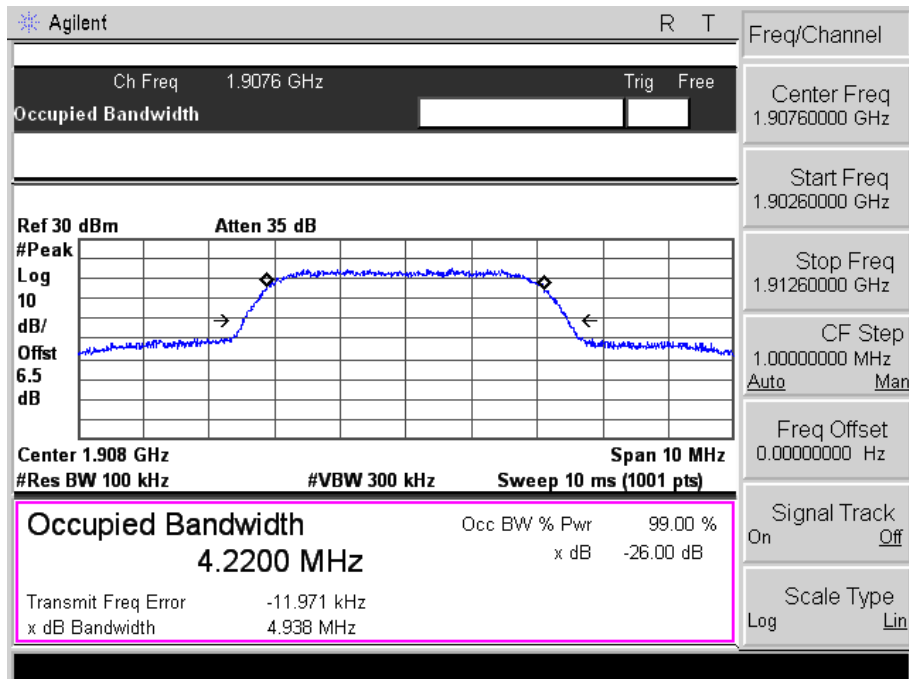 Agilent R T
Ch Freq 1.9076 GHz Trig Free
Occupied Bandwidth
Ref 30 dBm Atten 35 dB
#Peak
Log
10
dB/
Offst
6.5
dB
Center 1.908 GHz Span 10 MHz
#Res BW 100 kHz #VBW 300 kHz Sweep 10 ms (1001 pts)
Occupied Bandwidth Occ BW % Pwr 99.00 %
4.2200 MHz x dB -26.00 dB
Transmit Freq Error -11.971 kHz
x dB Bandwidth 4.938 MHz
Freq/Channel
Center Freq
1.90760000 GHz
Start Freq
1.90260000 GHz
Stop Freq
1.91260000 GHz
CF Step
1.00000000 MHz
Auto Man
Freq Offset
0.00000000 Hz
Signal Track
On Off
Scale Type
Log Lin